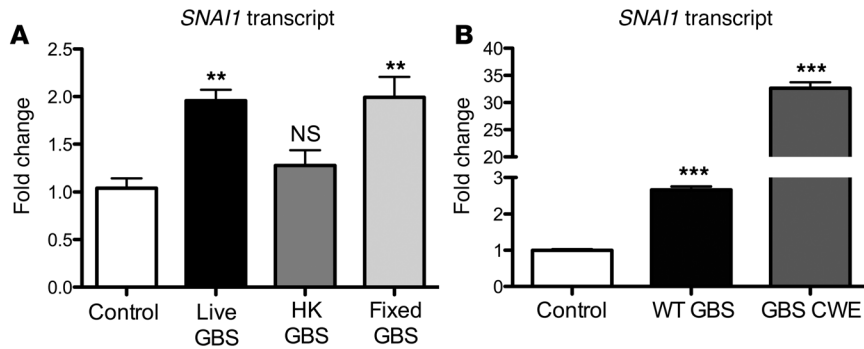 A
SNAI1 transcript
Fold change
2.5
2.0
1.5
1.0
0.5
0.0
**
NS
**
Control
Live
GBS
HK
GBS
Fixed
GBS
B
SNAI1 transcript
Fold change
40
35
30
25
20
3
2
1
0
***
***
Control
WT GBS
GBS CWE